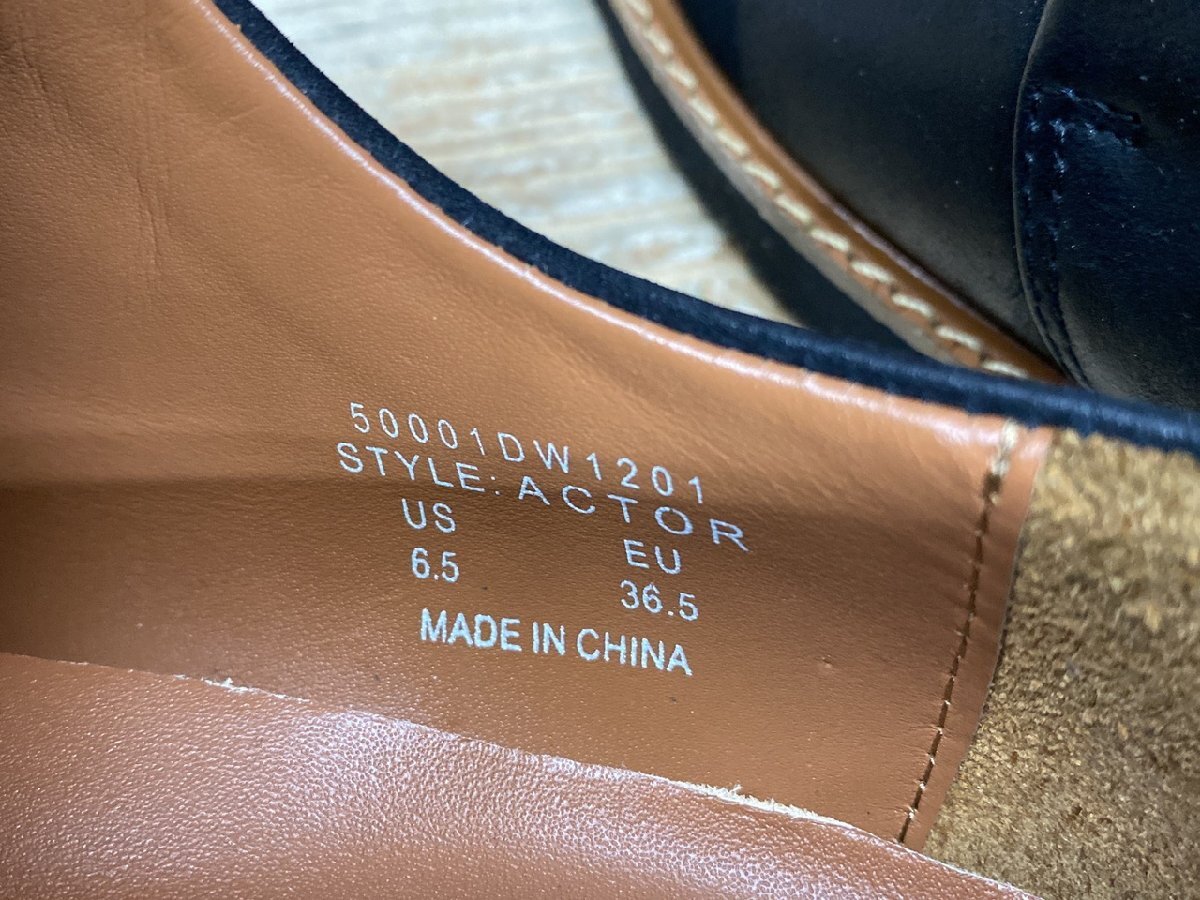 50001DW1201
STYLE: ACTOR
US EU
6.5 36.5
MADE IN CHINA